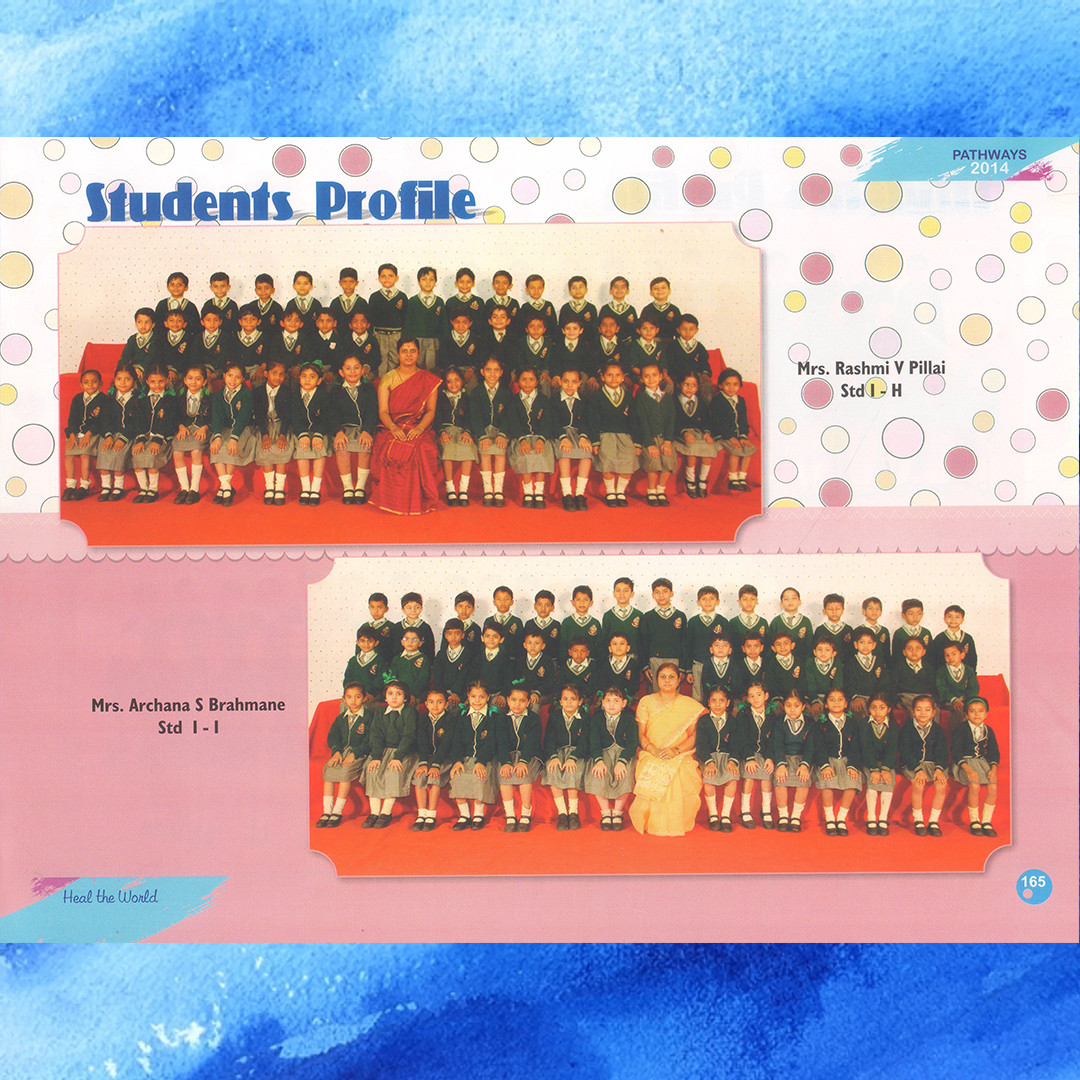 PATHWAYS
2014
Students Profile
Mrs. Rashmi V Pillai
Std I - H
Mrs. Archana S Brahmane
Std I - I
Heal the World
165